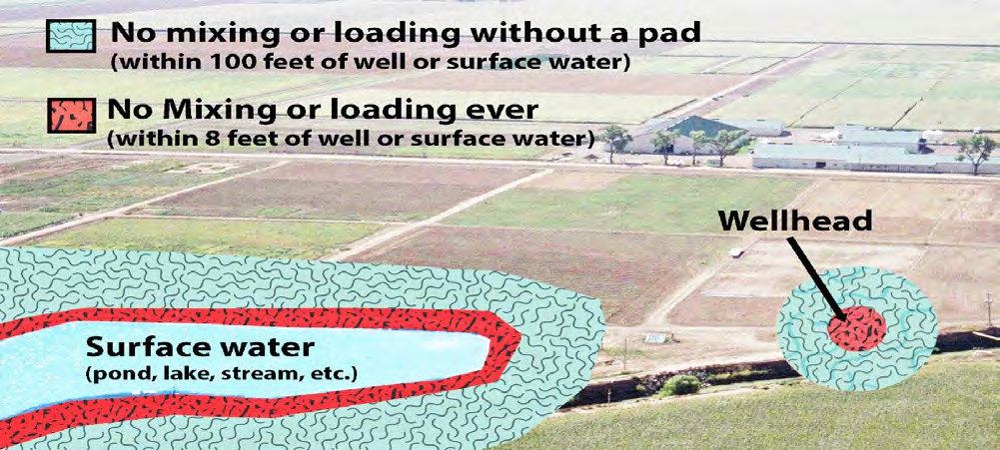 No mixing or loading without a pad
(within 100 feet of well or surface water)
No Mixing or loading ever
(within 8 feet of well or surface water)
Wellhead
Surface water
(pond, lake, stream, etc.)